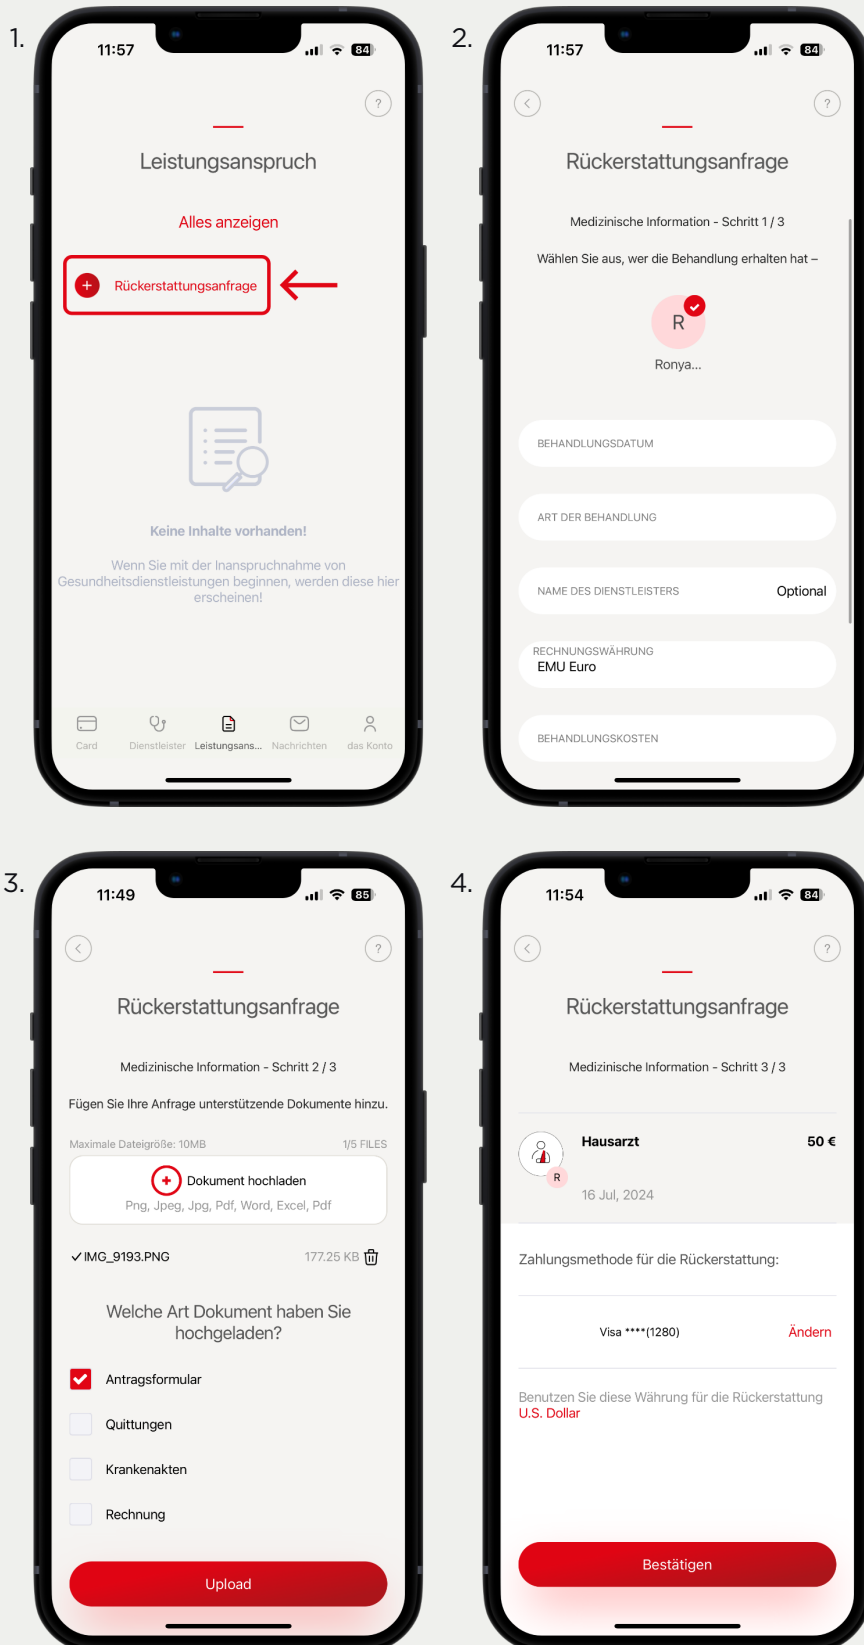 1.
11:57
84
?
Leistungsanspruch
Alles anzeigen
Rückerstattungsanfrage
Keine Inhalte vorhanden!
Wenn Sie mit der Inanspruchnahme von
Gesundheitsdienstleistungen beginnen, werden diese hier
erscheinen!
Card
Dienstleister
Leistungsans...
Nachrichten
das Konto
2.
11:57
84
?
Rückerstattungsanfrage
Medizinische Information - Schritt 1 / 3
Wählen Sie aus, wer die Behandlung erhalten hat –
R
Ronya...
BEHANDLUNGSDATUM
ART DER BEHANDLUNG
NAME DES DIENSTLEISTERS Optional
RECHNUNGSWÄHRUNG
EMU Euro
BEHANDLUNGSKOSTEN
3.
11:49
85
?
Rückerstattungsanfrage
Medizinische Information - Schritt 2 / 3
Fügen Sie Ihre Anfrage unterstützende Dokumente hinzu.
Maximale Dateigröße: 10MB 1/5 FILES
Dokument hochladen
Png, Jpeg, Jpg, Pdf, Word, Excel, Pdf
IMG_9193.PNG 177.25 KB
Welche Art Dokument haben Sie
hochgeladen?
Antragsformular
Quittungen
Krankenakten
Rechnung
Upload
4.
11:54
84
?
Rückerstattungsanfrage
Medizinische Information - Schritt 3 / 3
Hausarzt 50 €
R
16 Jul, 2024
Zahlungsmethode für die Rückerstattung:
Visa ****(1280) Ändern
Benutzen Sie diese Währung für die Rückerstattung
U.S. Dollar
Bestätigen